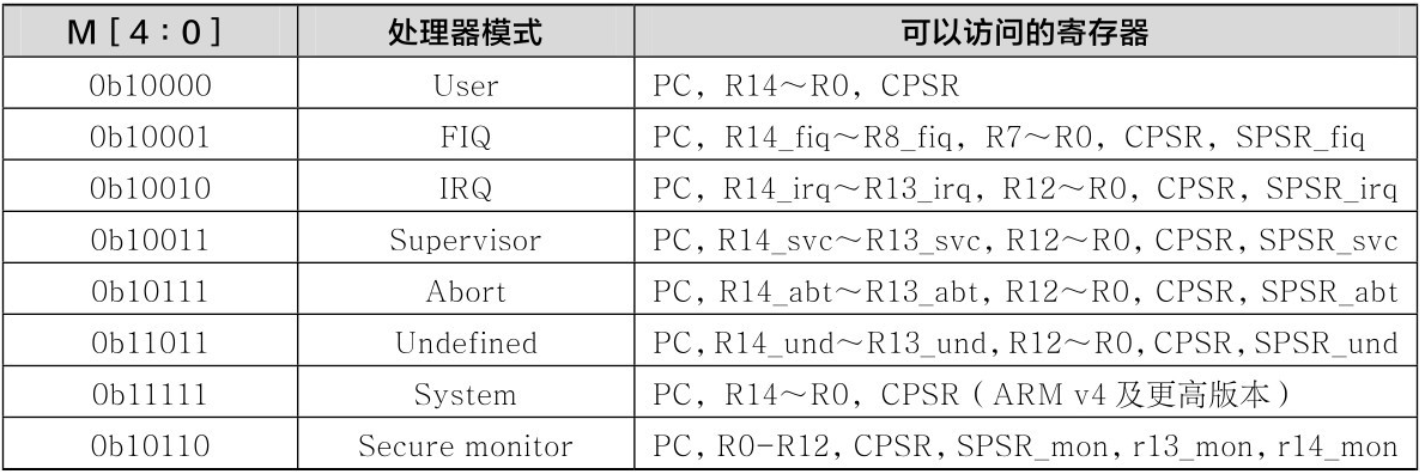 M［4：0］ 处理器模式 可以访问的寄存器
0b10000 User PC, R14～R0, CPSR
0b10001 FIQ PC, R14_fiq～R8_fiq, R7～R0, CPSR, SPSR_fiq
0b10010 IRQ PC, R14_irq～R13_irq, R12～R0, CPSR, SPSR_irq
0b10011 Supervisor PC, R14_svc～R13_svc, R12～R0, CPSR, SPSR_svc
0b10111 Abort PC, R14_abt～R13_abt, R12～R0, CPSR, SPSR_abt
0b11011 Undefined PC, R14_und～R13_und, R12～R0, CPSR, SPSR_und
0b11111 System PC, R14～R0, CPSR（ARM v4 及更高版本）
0b10110 Secure monitor PC, R0-R12, CPSR, SPSR_mon, r13_mon, r14_mon